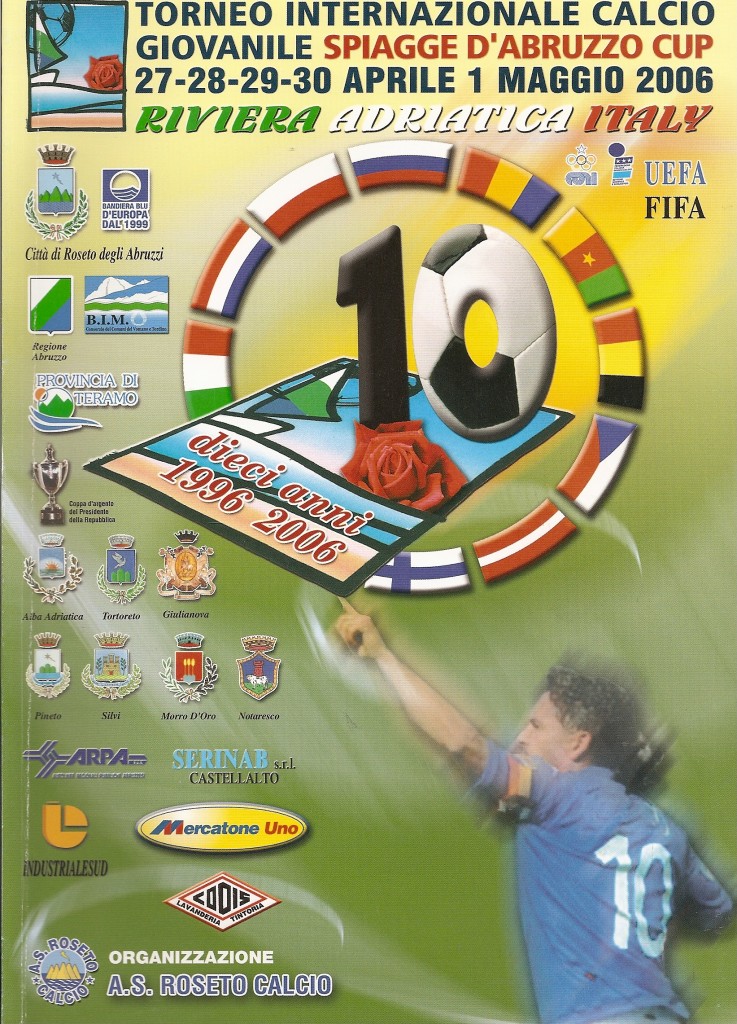 TORNEO INTERNAZIONALE CALCIO
GIOVANILE SPIAGGE D'ABRUZZO CUP
27-28-29-30 APRILE 1 MAGGIO 2006
RIVIERA ADRIATICA ITALY
UEFA
FIFA
BANDIERA BLU
D'EUROPA
DAL 1999
Città di Roseto degli Abruzzi
B.I.M.
Regione
Abruzzo
PROVINCIA DI
TERAMO
10
dieci anni
1996 2006
Coppa d'argento
del Presidente
della Repubblica
Alba Adriatica
Tortoreto
Giulianova
Pineto
Silvi
Morro D'Oro
Notaresco
ARPA
SERINAB s.r.l.
CASTELLALTO
Mercatone Uno
INDUSTRIALESUD
CODIS
LAVANDERIA TINTORIA
10
A.S. ROSETO
CALCIO
ORGANIZZAZIONE
A.S. ROSETO CALCIO